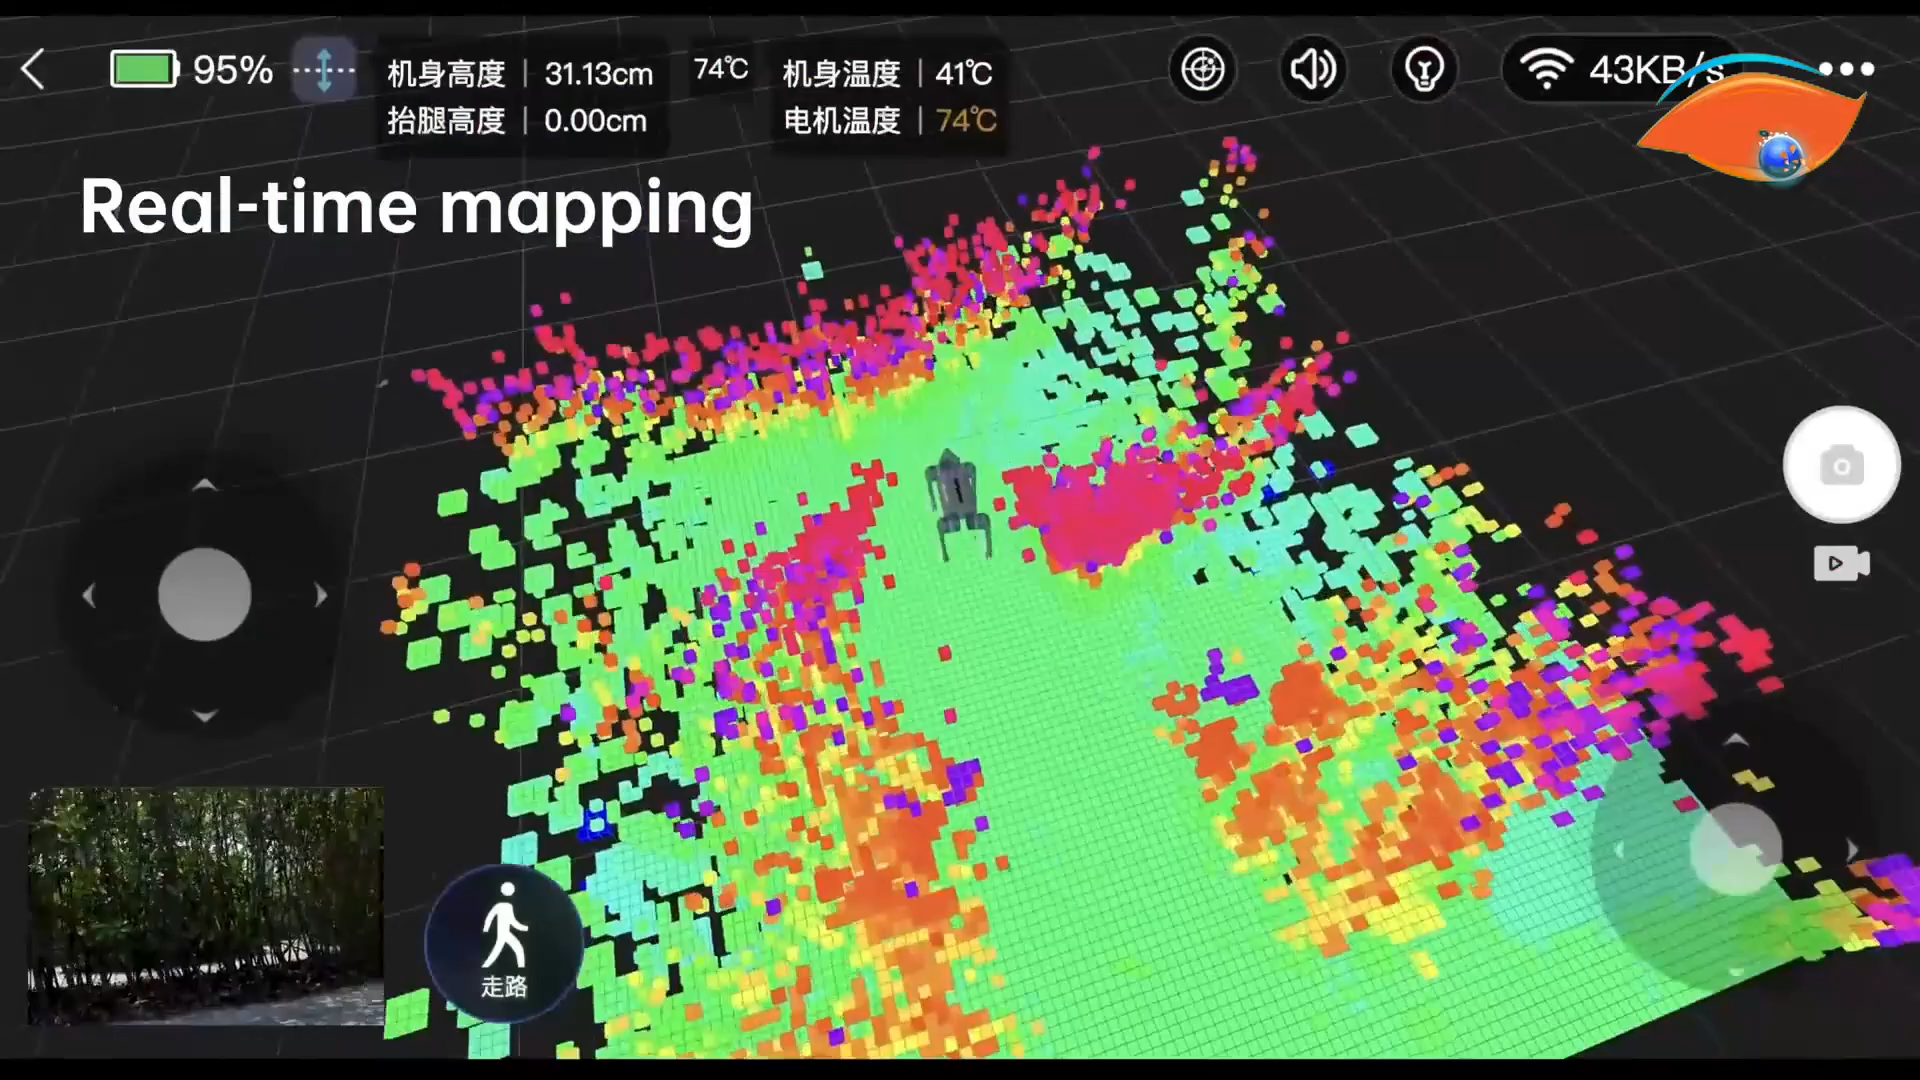 95%
机身高度 | 31.13cm
抬腿高度 | 0.00cm
74℃
机身温度 | 41℃
电机温度 | 74℃
43KB/s
Real-time mapping
走路